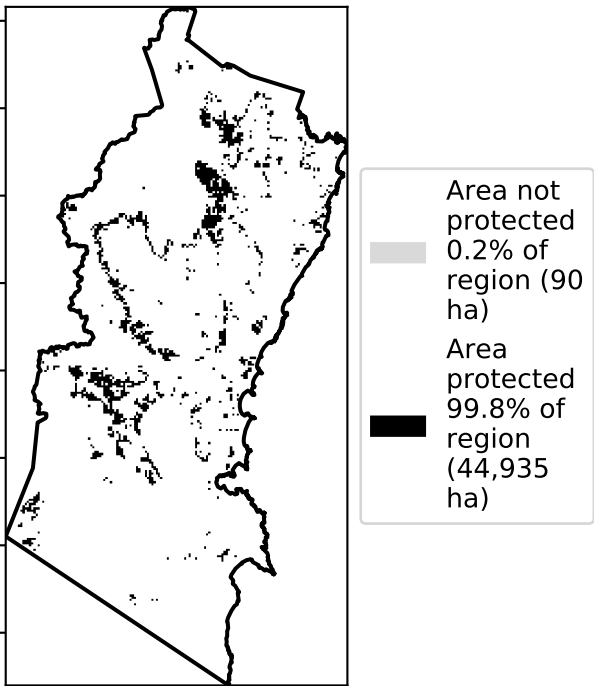 Area not
protected
0.2% of
region (90
ha)
Area
protected
99.8% of
region
(44,935
ha)